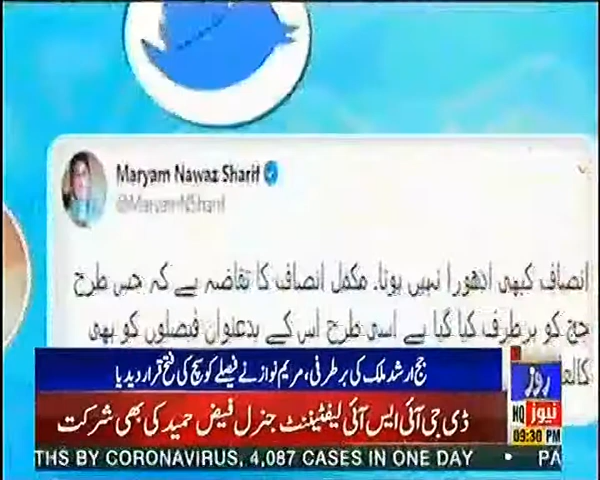 Maryam Nawaz Sharif
@MaryamNSharif
انصاف کبھی ادھورا نہیں ہوتا۔ مکمل انصاف کا تقاضہ ہے کہ جس طرح
جج کو برطرف کیا گیا ہے اسی طرح اس کے بدعنوان فیصلوں کو بھی
جج ارشد ملک کی برطرفی، مریم نواز نے فیصلے کو سچ کی فتح قرار دیدیا
روز
نیوز
HQ
ڈی جی آئی ایس آئی لیفٹیننٹ جنرل فیض حمید کی بھی شرکت
09:30 PM
THS BY CORONAVIRUS, 4,087 CASES IN ONE DAY • PA